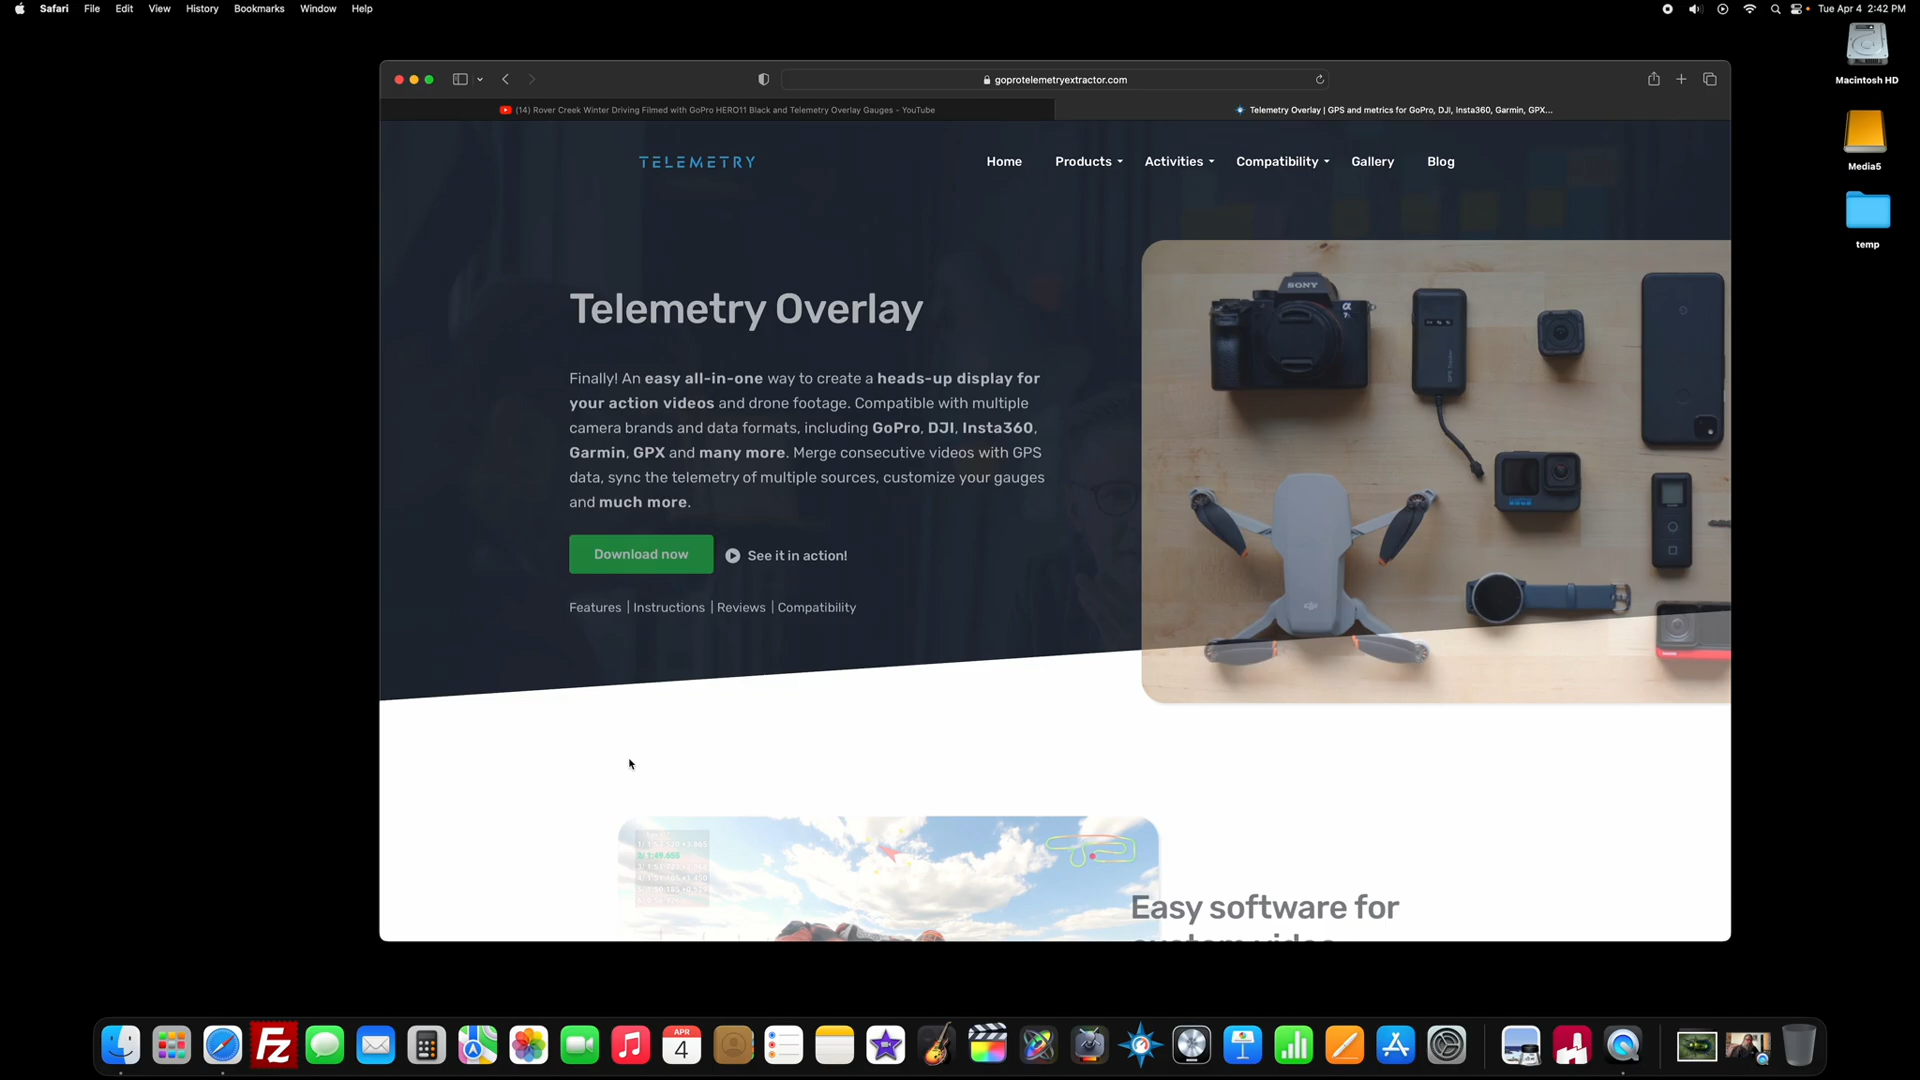 Safari File Edit View History Bookmarks Window Help
Tue Apr 4 2:42 PM
Macintosh HD
Media5
temp
goprotelemetryextractor.com
(14) Rover Creek Winter Driving Filmed with GoPro HERO11 Black and Telemetry Overlay Gauges - YouTube
Telemetry Overlay | GPS and metrics for GoPro, DJI, Insta360, Garmin, GPX...
TELEMETRY
Home Products Activities Compatibility Gallery Blog
SONY
Telemetry Overlay
Finally! An easy all-in-one way to create a heads-up display for
your action videos and drone footage. Compatible with multiple
camera brands and data formats, including GoPro, DJI, Insta360,
Garmin, GPX and many more. Merge consecutive videos with GPS
data, sync the telemetry of multiple sources, customize your gauges
and much more.
Download now
See it in action!
Features | Instructions | Reviews | Compatibility
Easy software for
custom video
APR
4
Fz